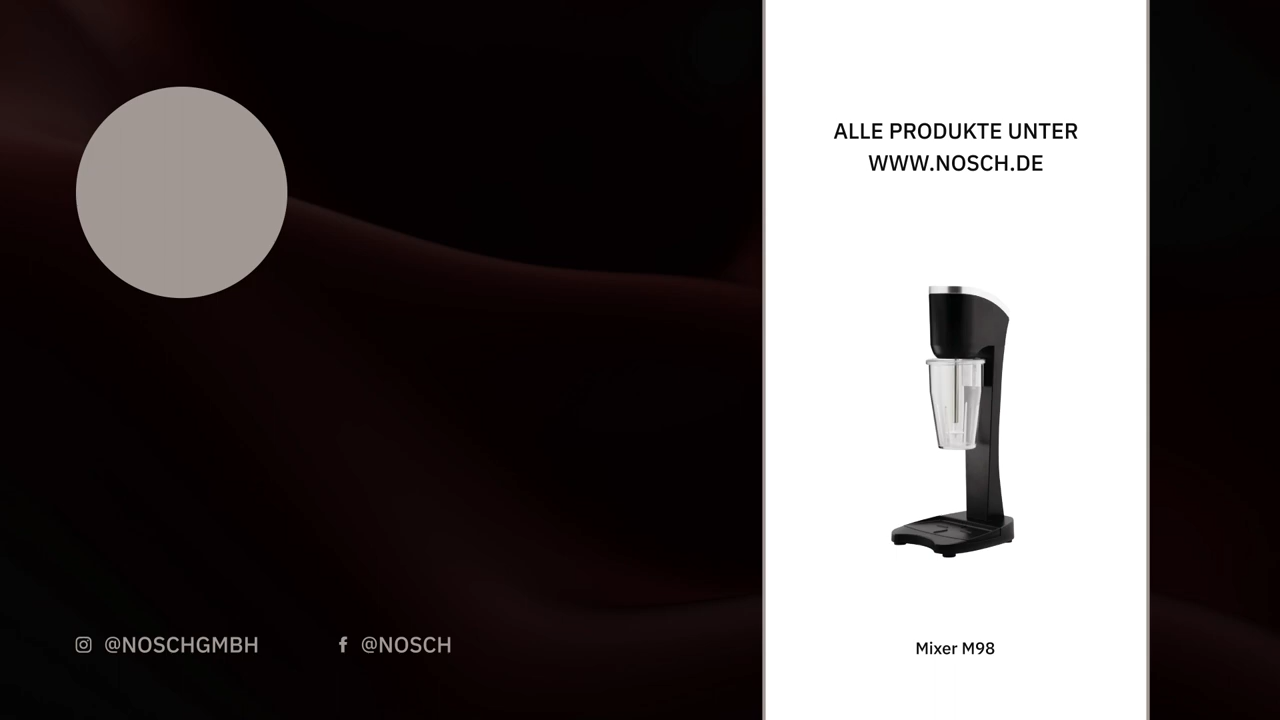 ALLE PRODUKTE UNTER
WWW.NOSCH.DE
Mixer M98
@NOSCHGMBH
@NOSCH